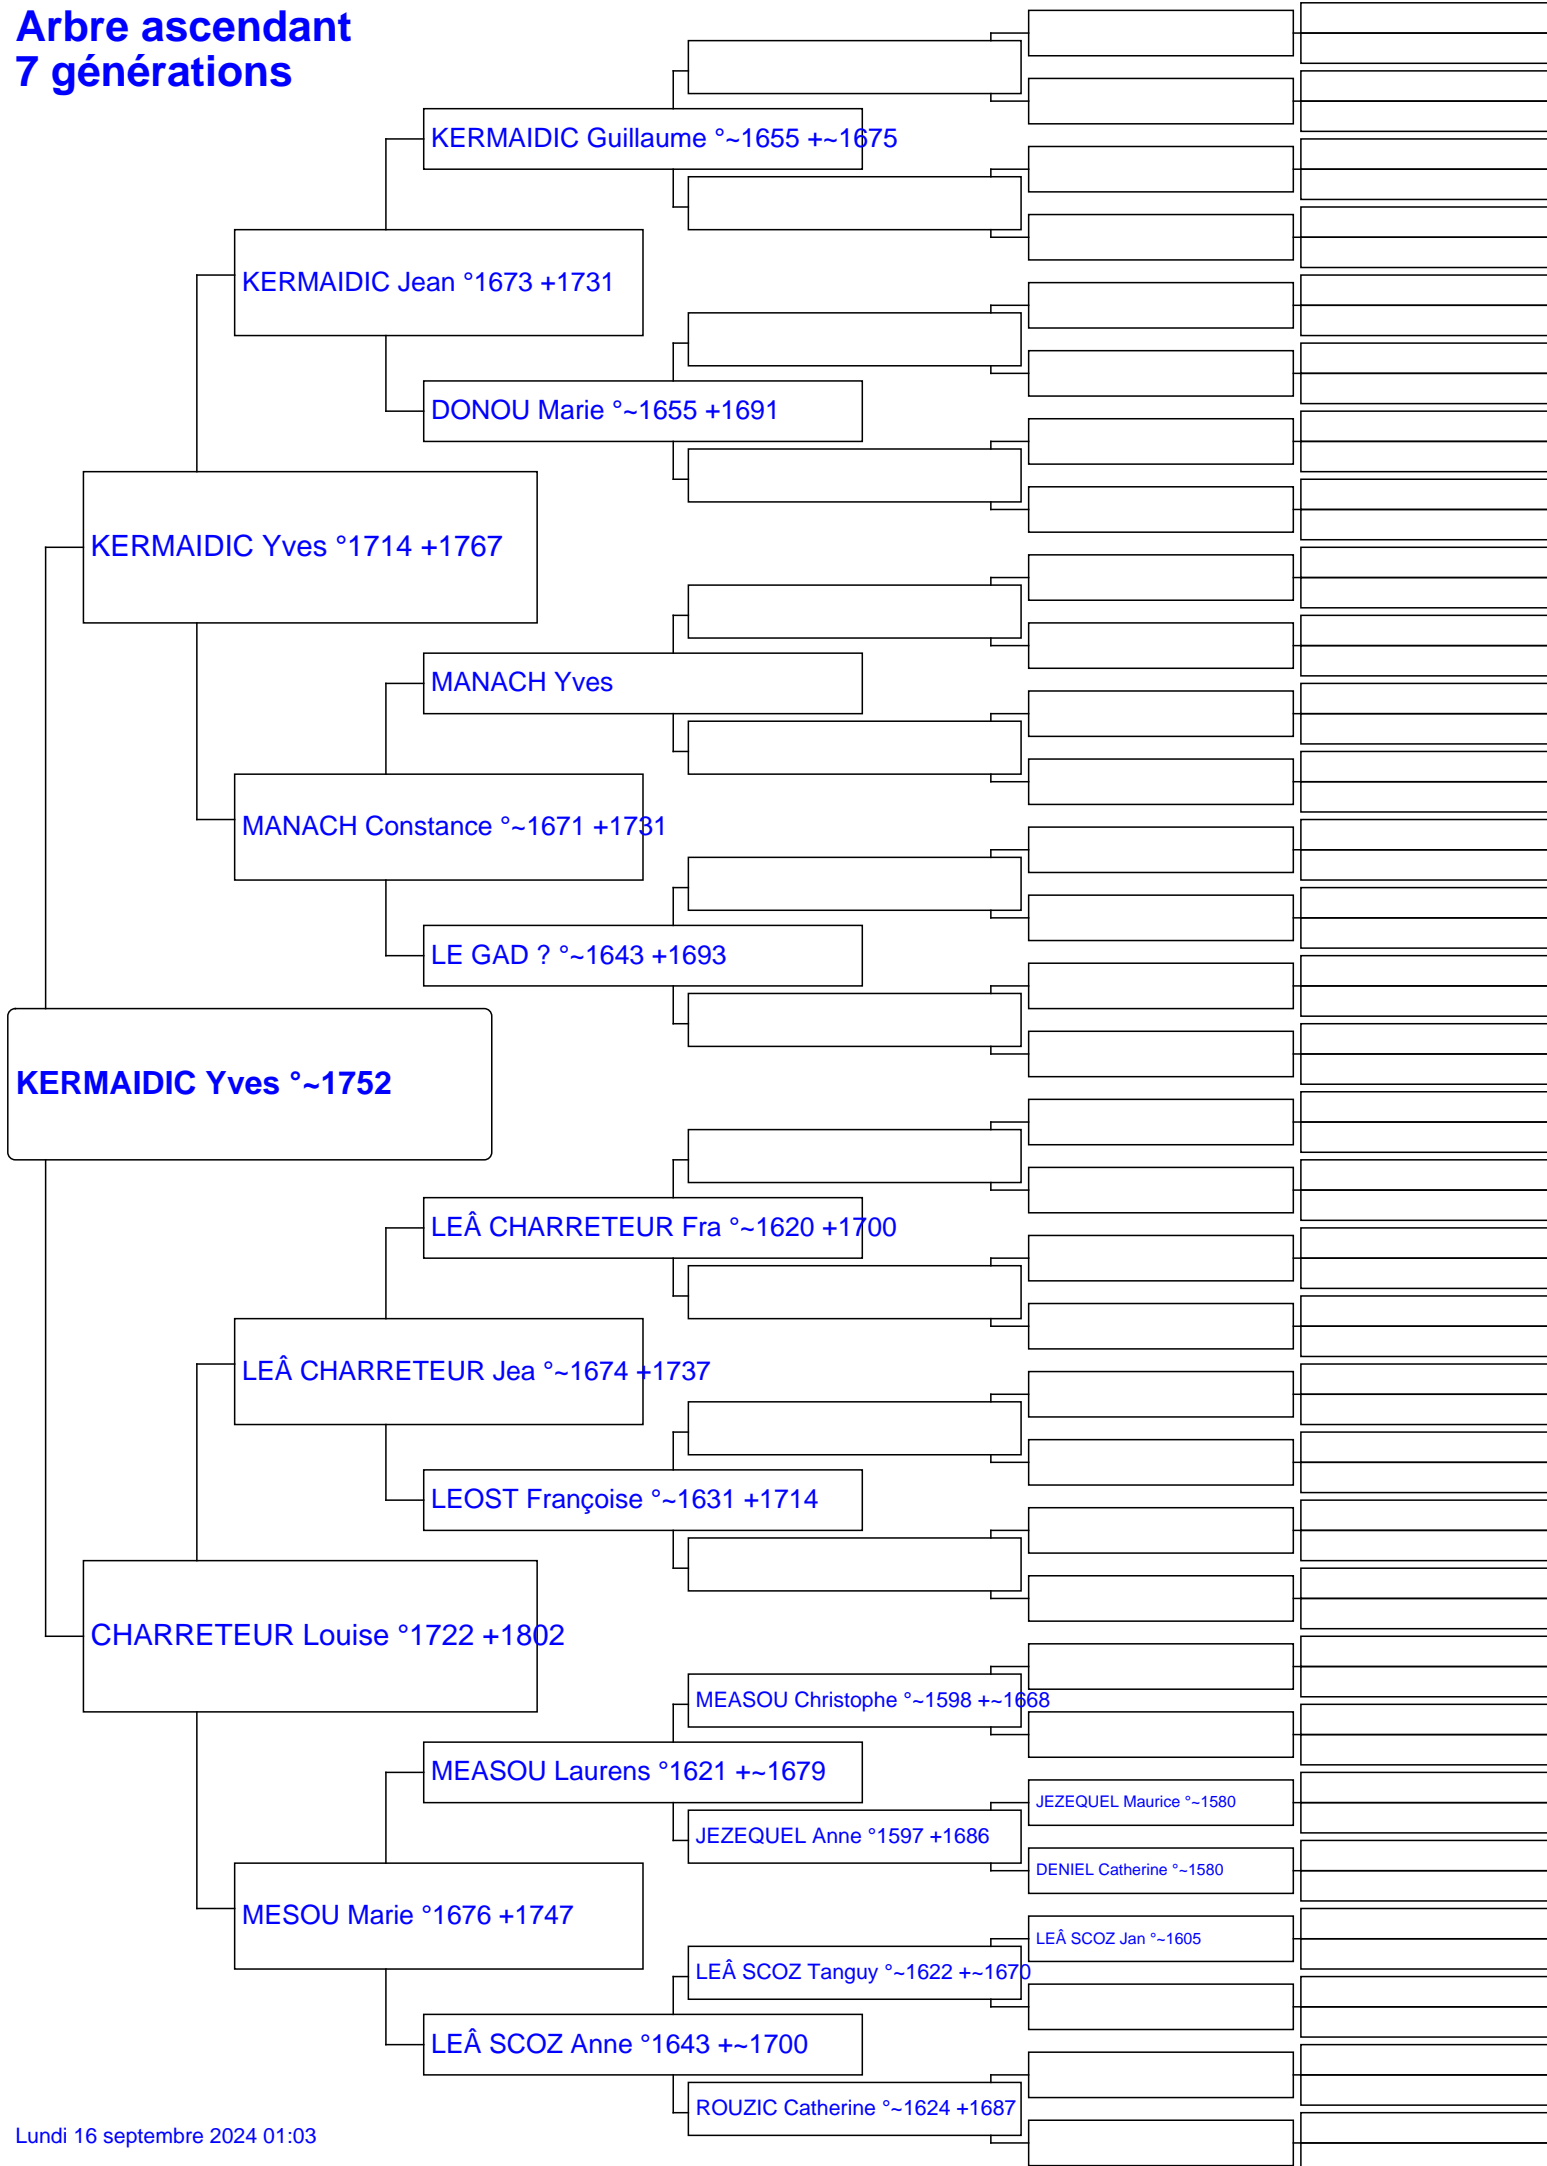 Arbre ascendant
7 générations
KERMAIDIC Guillaume °~1655 +~1675
KERMAIDIC Jean °1673 +1731
DONOU Marie °~1655 +1691
KERMAIDIC Yves °1714 +1767
MANACH Yves
MANACH Constance °~1671 +1731
LE GAD ? °~1643 +1693
KERMAIDIC Yves °~1752
LEÂ CHARRETEUR Fra °~1620 +1700
LEÂ CHARRETEUR Jea °~1674 +1737
LEOST Françoise °~1631 +1714
CHARRETEUR Louise °1722 +1802
MEASOU Christophe °~1598 +~1668
MEASOU Laurens °1621 +~1679
JEZEQUEL Maurice °~1580
JEZEQUEL Anne °1597 +1686
DENIEL Catherine °~1580
MESOU Marie °1676 +1747
LEÂ SCOZ Jan °~1605
LEÂ SCOZ Tanguy °~1622 +~1670
LEÂ SCOZ Anne °1643 +~1700
ROUZIC Catherine °~1624 +1687
Lundi 16 septembre 2024 01:03